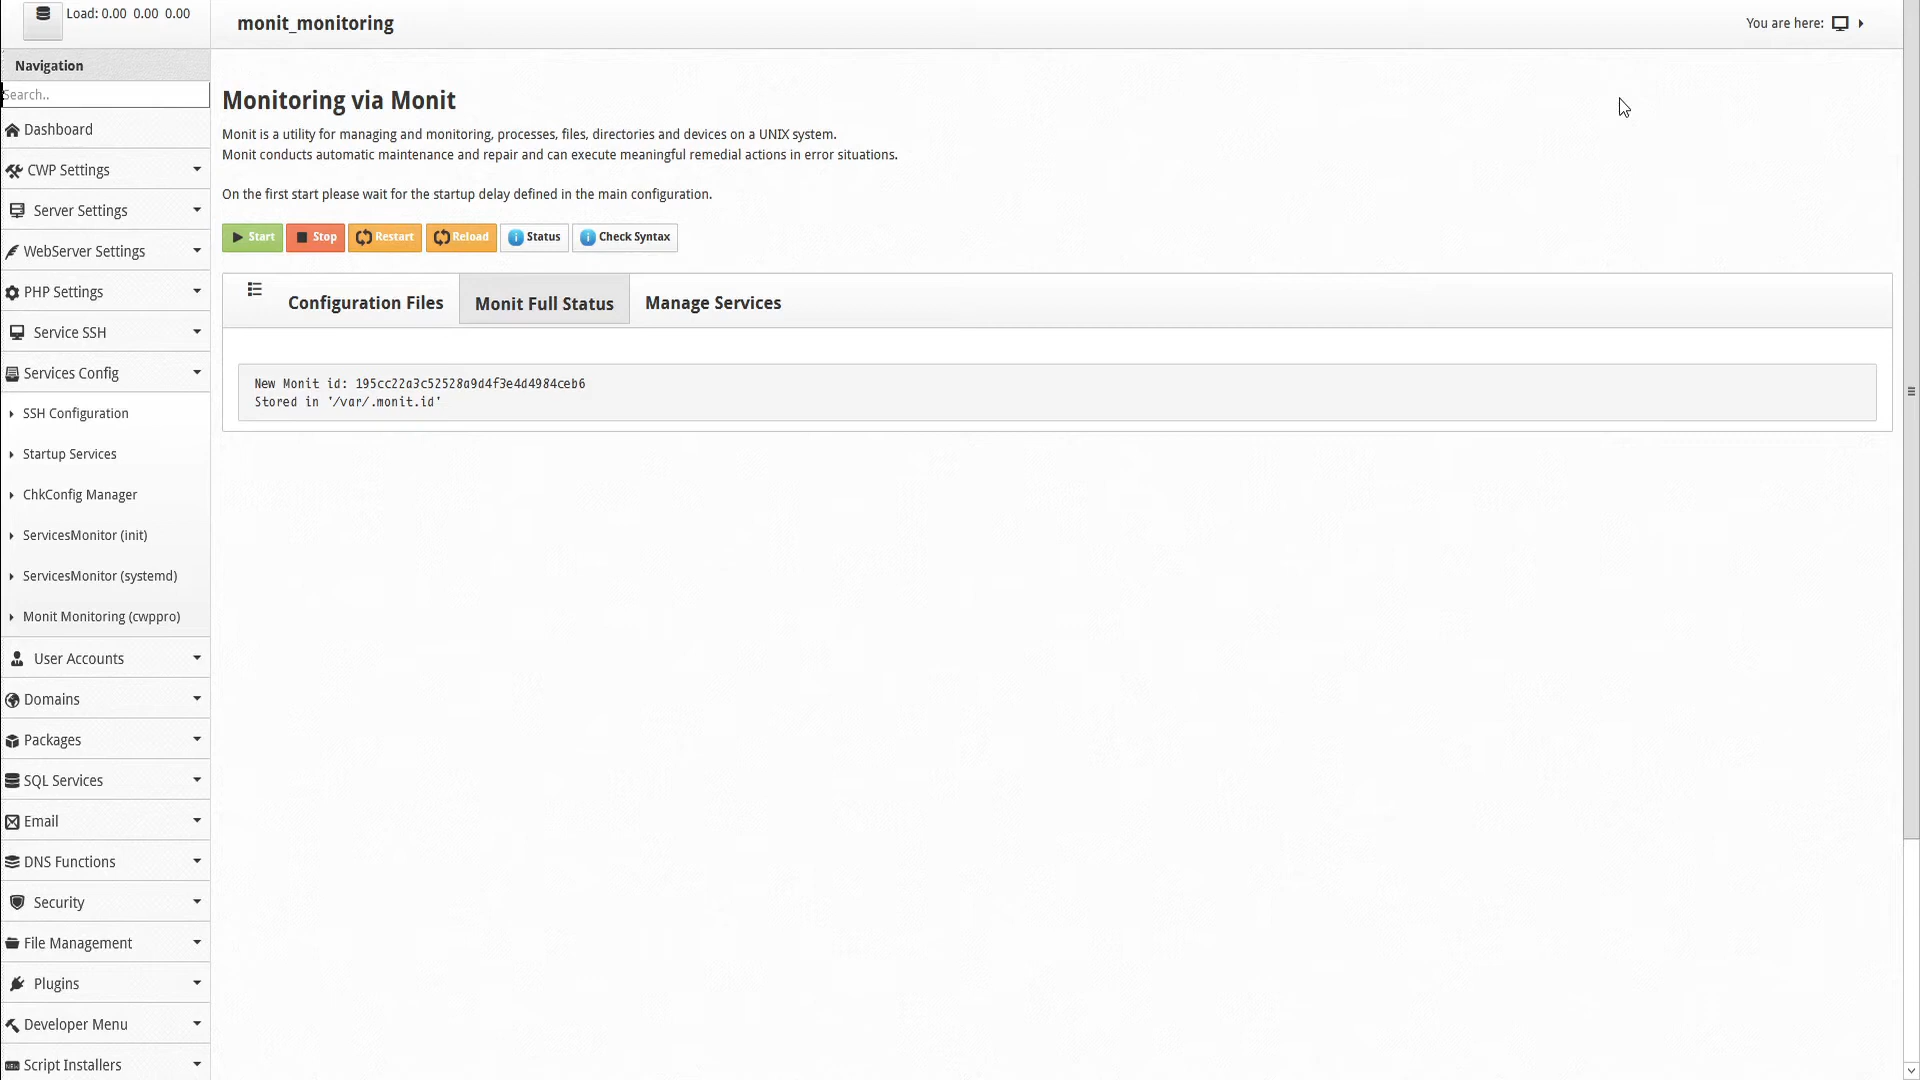 Load: 0.00 0.00 0.00
monit_monitoring
You are here:
Navigation
Search..
Dashboard
CWP Settings
Server Settings
WebServer Settings
PHP Settings
Service SSH
Services Config
SSH Configuration
Startup Services
ChkConfig Manager
ServicesMonitor (init)
ServicesMonitor (systemd)
Monit Monitoring (cwppro)
User Accounts
Domains
Packages
SQL Services
Email
DNS Functions
Security
File Management
Plugins
Developer Menu
Script Installers
Monitoring via Monit
Monit is a utility for managing and monitoring, processes, files, directories and devices on a UNIX system.
Monit conducts automatic maintenance and repair and can execute meaningful remedial actions in error situations.
On the first start please wait for the startup delay defined in the main configuration.
Start Stop Restart Reload Status Check Syntax
Configuration Files Monit Full Status Manage Services
New Monit id: 195cc22a3c52528a9d4f3e4d4984ceb6
Stored in '/var/.monit.id'